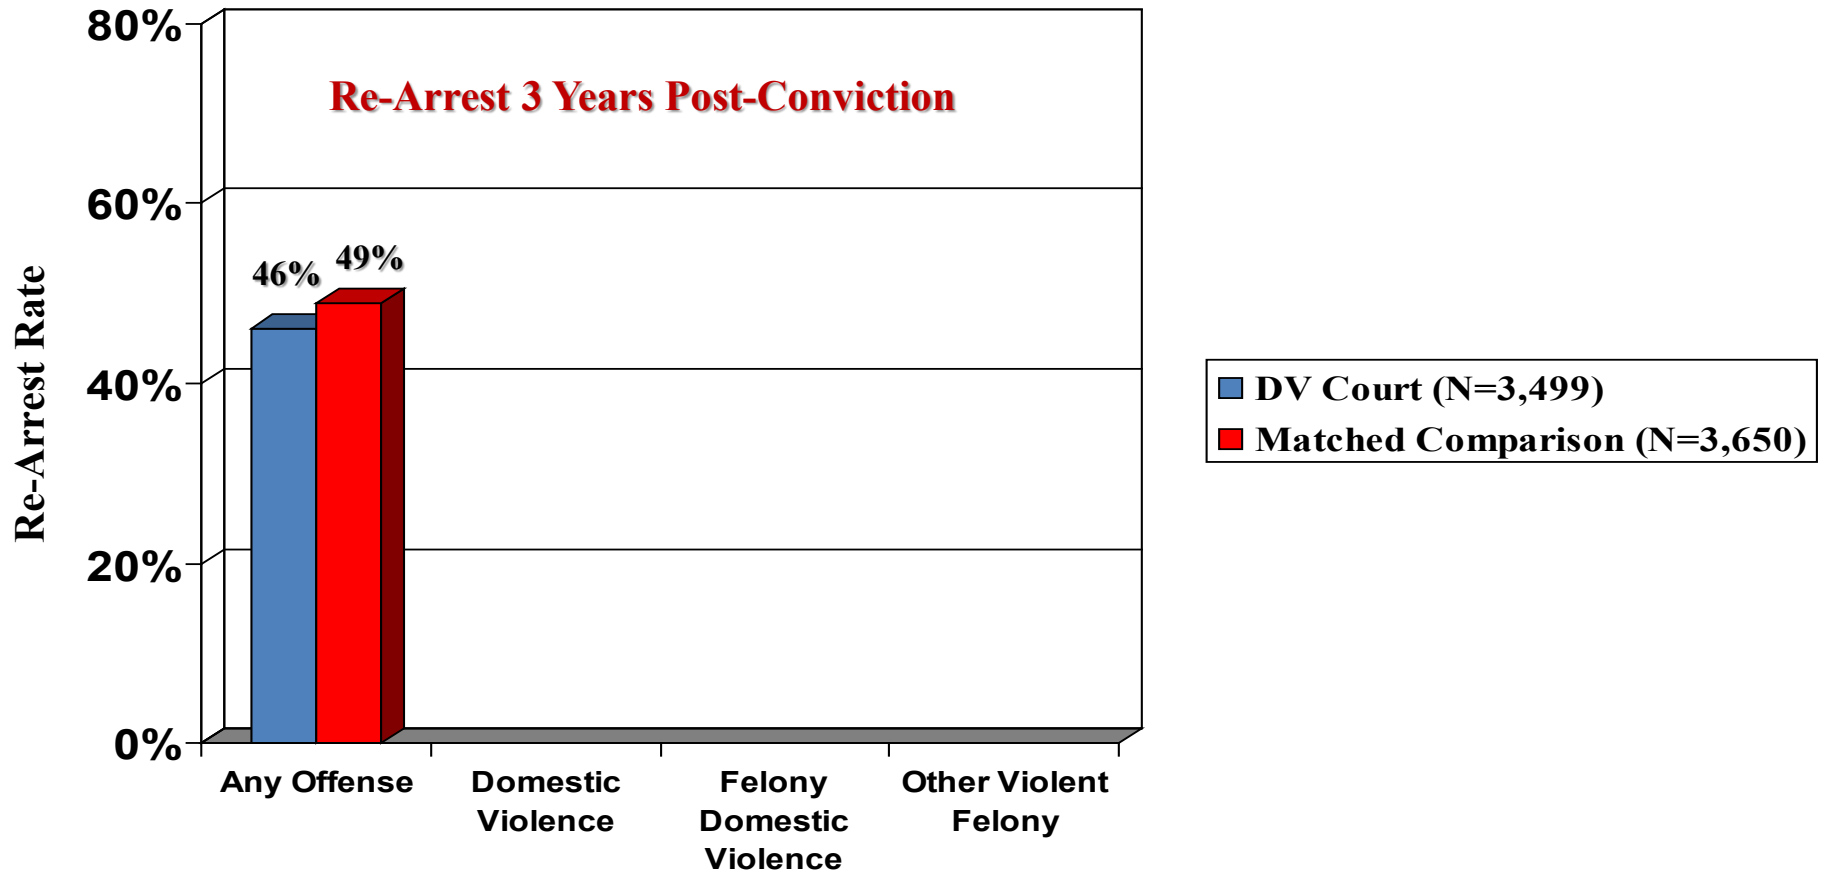 Re-Arrest 3 Years Post-Conviction
Re-Arrest Rate
80%
60%
40%
20%
0%
46%
49%
Any Offense
Domestic
Violence
Felony
Domestic
Violence
Other Violent
Felony
DV Court (N=3,499)
Matched Comparison (N=3,650)